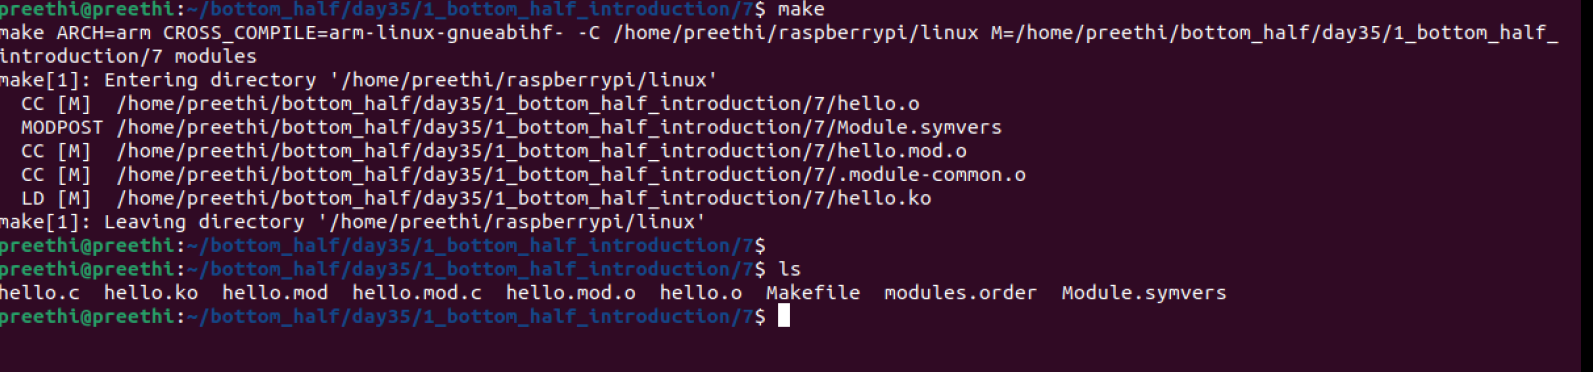 preethi@preethi:~/bottom_half/day35/1_bottom_half_introduction/7$ make
make ARCH=arm CROSS_COMPILE=arm-linux-gnueabihf- -C /home/preethi/raspberrypi/linux M=/home/preethi/bottom_half/day35/1_bottom_half_
introduction/7 modules
make[1]: Entering directory '/home/preethi/raspberrypi/linux'
  CC [M]  /home/preethi/bottom_half/day35/1_bottom_half_introduction/7/hello.o
  MODPOST /home/preethi/bottom_half/day35/1_bottom_half_introduction/7/Module.symvers
  CC [M]  /home/preethi/bottom_half/day35/1_bottom_half_introduction/7/hello.mod.o
  CC [M]  /home/preethi/bottom_half/day35/1_bottom_half_introduction/7/.module-common.o
  LD [M]  /home/preethi/bottom_half/day35/1_bottom_half_introduction/7/hello.ko
make[1]: Leaving directory '/home/preethi/raspberrypi/linux'
preethi@preethi:~/bottom_half/day35/1_bottom_half_introduction/7$
preethi@preethi:~/bottom_half/day35/1_bottom_half_introduction/7$ ls
hello.c  hello.ko  hello.mod  hello.mod.c  hello.mod.o  hello.o  Makefile  modules.order  Module.symvers
preethi@preethi:~/bottom_half/day35/1_bottom_half_introduction/7$